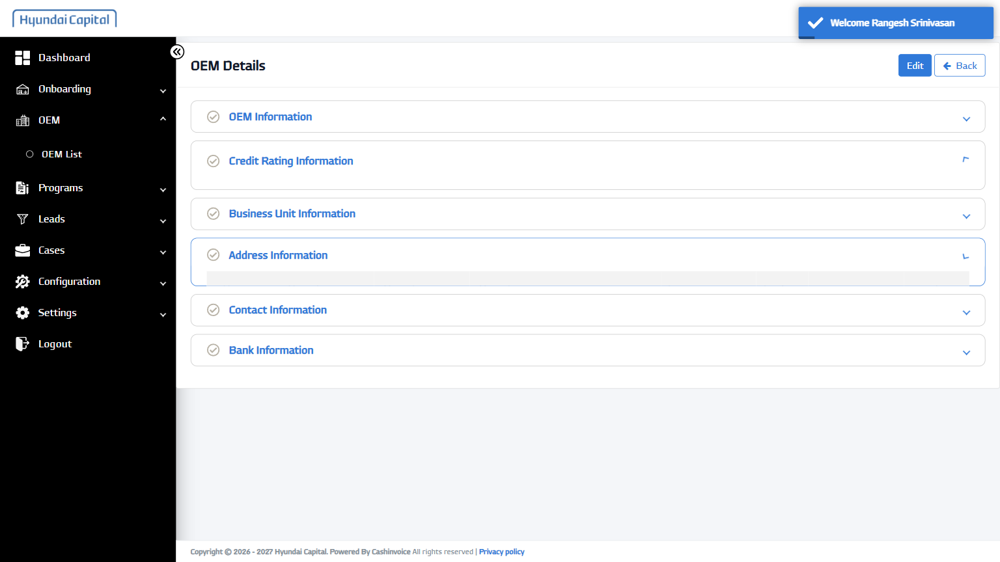 Hyundai Capital
Welcome Rangesh Srinivasan
Dashboard
Onboarding
OEM
OEM List
Programs
Leads
Cases
Configuration
Settings
Logout
OEM Details
Edit
Back
OEM Information
Credit Rating Information
Business Unit Information
Address Information
Contact Information
Bank Information
Copyright © 2026 - 2027 Hyundai Capital. Powered By Cashinvoice All rights reserved | Privacy policy